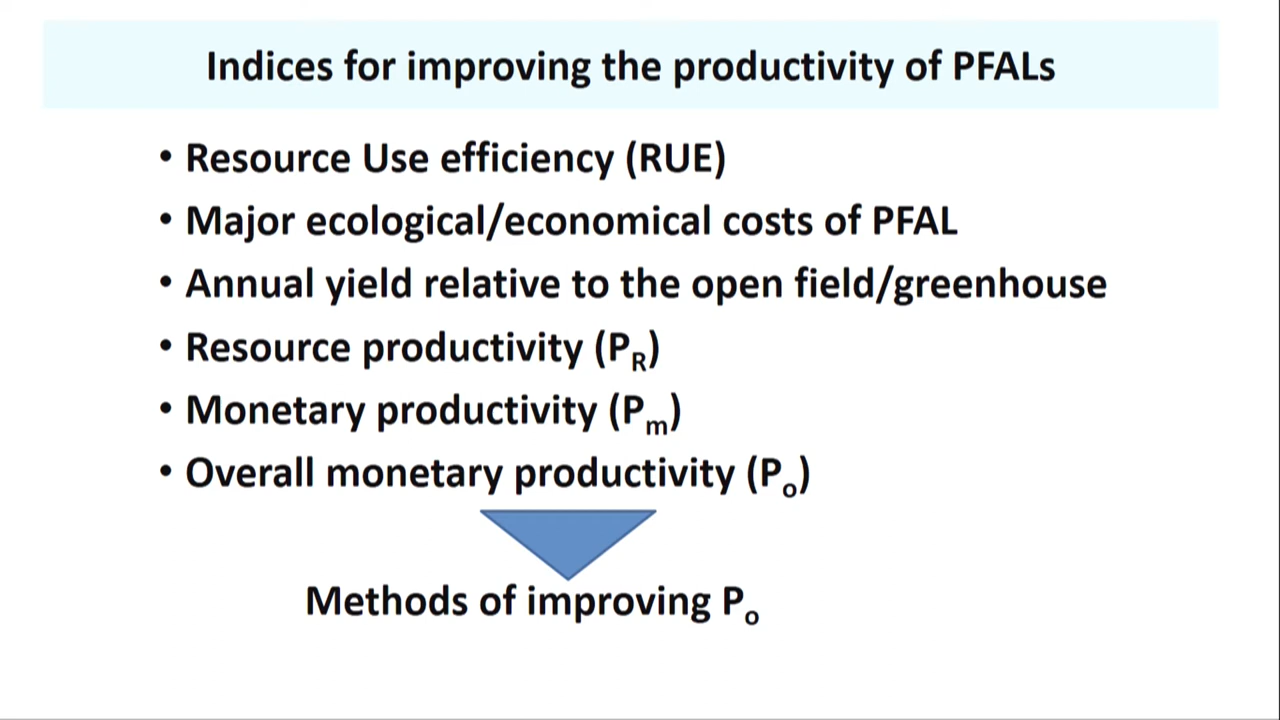 Indices for improving the productivity of PFALs
• Resource Use efficiency (RUE)
• Major ecological/economical costs of PFAL
• Annual yield relative to the open field/greenhouse
• Resource productivity (PR)
• Monetary productivity (Pm)
• Overall monetary productivity (Po)
Methods of improving Po